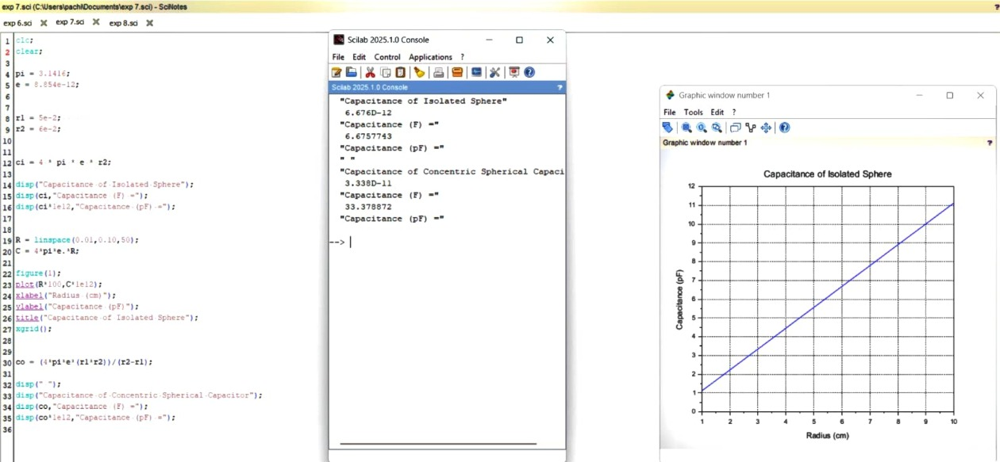 exp 7.sci (C:\Users\pachi\Documents\exp 7.sci) - SciNotes
?
exp 6.sci X exp 7.sci X exp 8.sci X
1 clc;
2 clear;
3
4 pi = 3.1416;
5 e = 8.854e-12;
6
7
8 r1 = 5e-2;
9 r2 = 6e-2;
10
11
12 ci = 4 * pi * e * r2;
13
14 disp("Capacitance of Isolated Sphere");
15 disp(ci,"Capacitance (F) =");
16 disp(ci*1e12,"Capacitance (pF) =");
17
18
19 R = linspace(0.01,0.10,50);
20 C = 4*pi*e.*R;
21
22 figure(1);
23 plot(R*100,C*1e12);
24 xlabel("Radius (cm)");
25 ylabel("Capacitance (pF)");
26 title("Capacitance of Isolated Sphere");
27 xgrid();
28
29
30 co = (4*pi*e*(r1*r2))/(r2-r1);
31
32 disp(" ");
33 disp("Capacitance of Concentric Spherical Capacitor");
34 disp(co,"Capacitance (F) =");
35 disp(co*1e12,"Capacitance (pF) =");
36
Scilab 2025.1.0 Console
File Edit Control Applications ?
Scilab 2025.1.0 Console ?
"Capacitance of Isolated Sphere"
6.676D-12
"Capacitance (F) ="
6.6757743
"Capacitance (pF) ="
" "
"Capacitance of Concentric Spherical Capaci
3.338D-11
"Capacitance (F) ="
33.378872
"Capacitance (pF) ="
-->
Graphic window number 1
File Tools Edit ?
Graphic window number 1 ?
Capacitance of Isolated Sphere
12
11
10
9
8
7
6
5
4
3
2
1
0
Capacitance (pF)
1 2 3 4 5 6 7 8 9 10
Radius (cm)